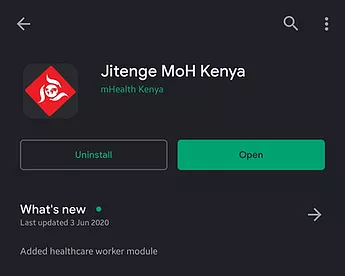 Jitenge MoH Kenya
mHealth Kenya
Uninstall
Open
What's new
Last updated 3 Jun 2020
Added healthcare worker module